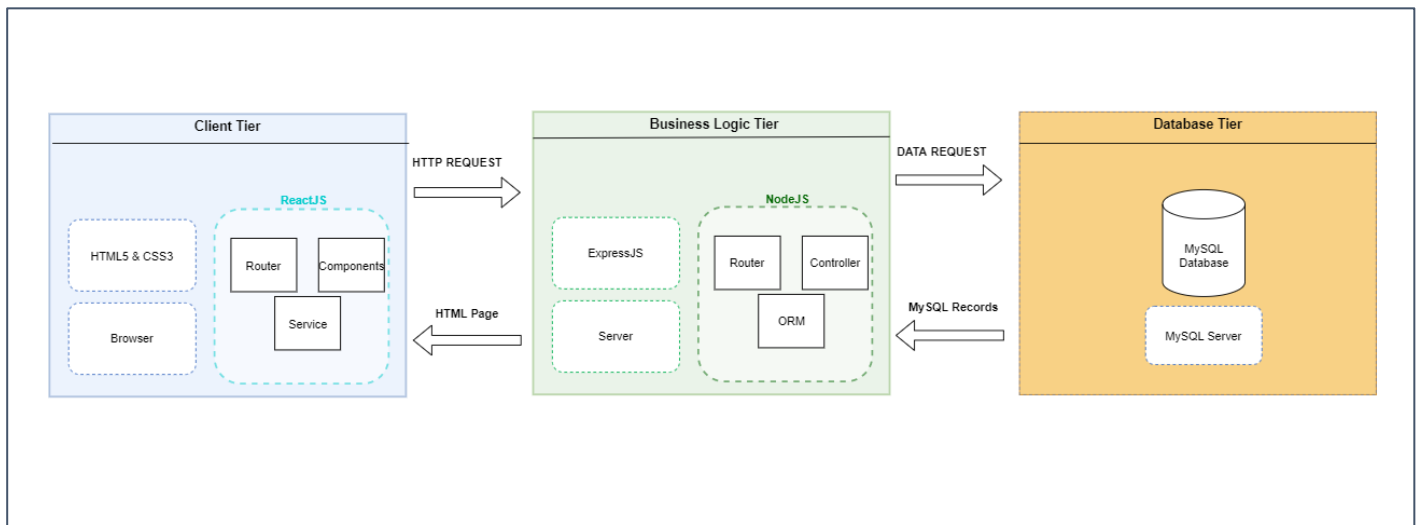 Client Tier
HTTP REQUEST
ReactJS
HTML5 & CSS3
Router
Components
Service
Browser
HTML Page
Business Logic Tier
DATA REQUEST
NodeJS
ExpressJS
Router
Controller
ORM
Server
MySQL Records
Database Tier
MySQL
Database
MySQL Server